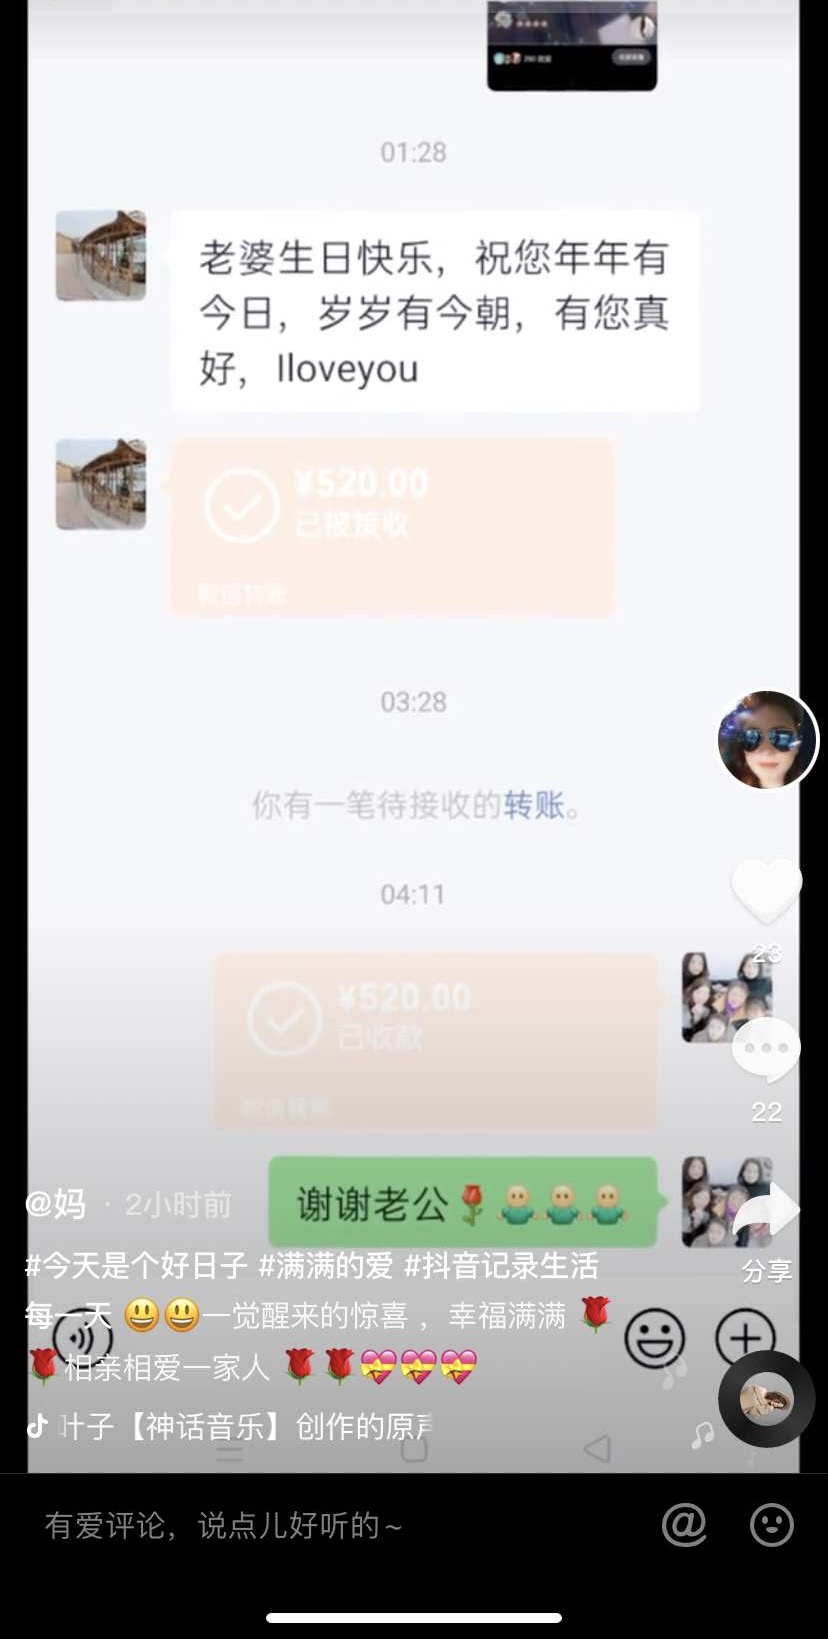 01:28
老婆生日快乐，祝您年年有
今日，岁岁有今朝，有您真
好，Iloveyou
¥520.00
已被接收
微信转账
03:28
你有一笔待接收的转账。
04:11
¥520.00
已收款
微信转账
23
22
谢谢老公🌹
@妈 · 2小时前
分享
#今天是个好日子 #满满的爱 #抖音记录生活
每一天 😃😃一觉醒来的惊喜，幸福满满 🌹
🌹相亲相爱一家人 🌹🌹💝💝💝
叶子【神话音乐】创作的原声
有爱评论，说点儿好听的~
@